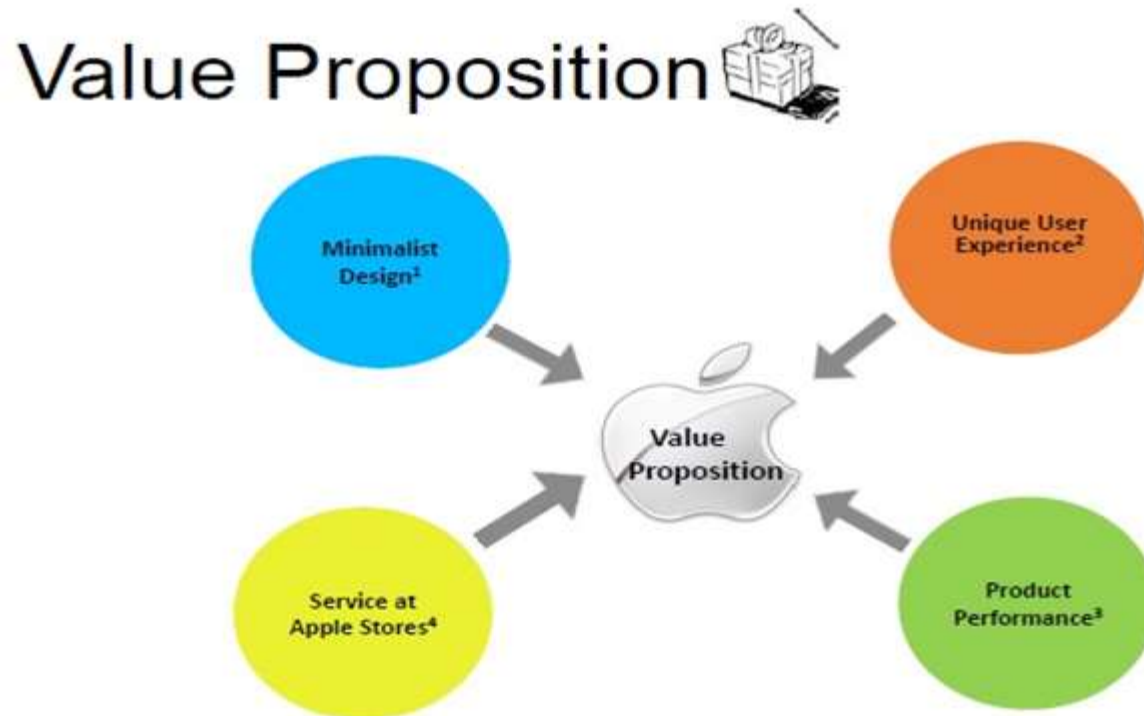 Value Proposition
Minimalist
Design¹
Unique User
Experience²
Value
Proposition
Service at
Apple Stores⁴
Product
Performance³